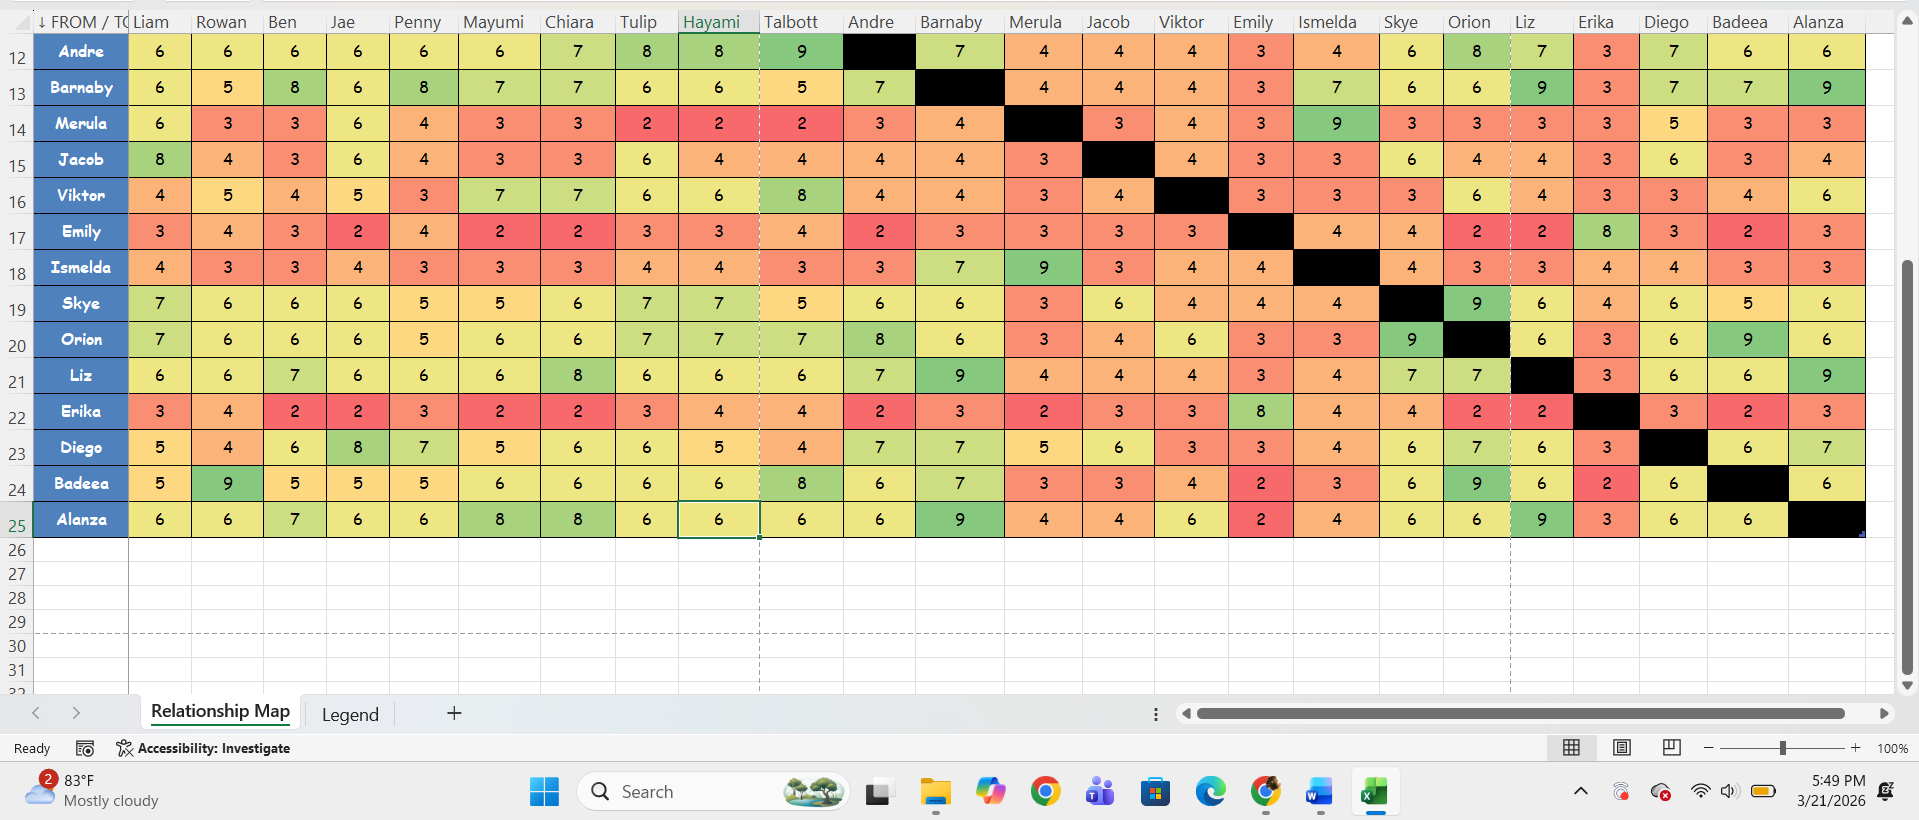 ↓ FROM / TO Liam Rowan Ben Jae Penny Mayumi Chiara Tulip Hayami Talbott Andre Barnaby Merula Jacob Viktor Emily Ismelda Skye Orion Liz Erika Diego Badeea Alanza
12 Andre 6 6 6 6 6 6 7 8 8 9 7 4 4 4 3 4 6 8 7 3 7 6 6
13 Barnaby 6 5 8 6 8 7 7 6 6 5 7 4 4 4 3 7 6 6 9 3 7 7 9
14 Merula 6 3 3 6 4 3 3 2 2 2 3 4 3 4 3 9 3 3 3 3 5 3 3
15 Jacob 8 4 3 6 4 3 3 6 4 4 4 4 3 4 3 3 6 4 4 3 6 3 4
16 Viktor 4 5 4 5 3 7 7 6 6 8 4 4 3 4 3 3 3 6 4 3 3 4 6
17 Emily 3 4 3 2 4 2 2 3 3 4 2 3 3 3 3 4 4 2 2 8 3 2 3
18 Ismelda 4 3 3 4 3 3 3 4 4 3 3 7 9 3 4 4 4 3 3 4 4 3 3
19 Skye 7 6 6 6 5 5 6 7 7 5 6 6 3 6 4 4 4 9 6 4 6 5 6
20 Orion 7 6 6 6 5 6 6 7 7 7 8 6 3 4 6 3 3 9 6 3 6 9 6
21 Liz 6 6 7 6 6 6 8 6 6 6 7 9 4 4 4 3 4 7 7 3 6 6 9
22 Erika 3 4 2 2 3 2 2 3 4 4 2 3 2 3 3 8 4 4 2 2 3 2 3
23 Diego 5 4 6 8 7 5 6 6 5 4 7 7 5 6 3 3 4 6 7 6 3 6 7
24 Badeea 5 9 5 5 5 6 6 6 6 8 6 7 3 3 4 2 3 6 9 6 2 6 6
25 Alanza 6 6 7 6 6 8 8 6 6 6 6 9 4 4 6 2 4 6 6 9 3 6 6
26
27
28
29
30
31
32
Relationship Map Legend +
Ready Accessibility: Investigate 100%
2 83°F
Mostly cloudy
Search
5:49 PM
3/21/2026